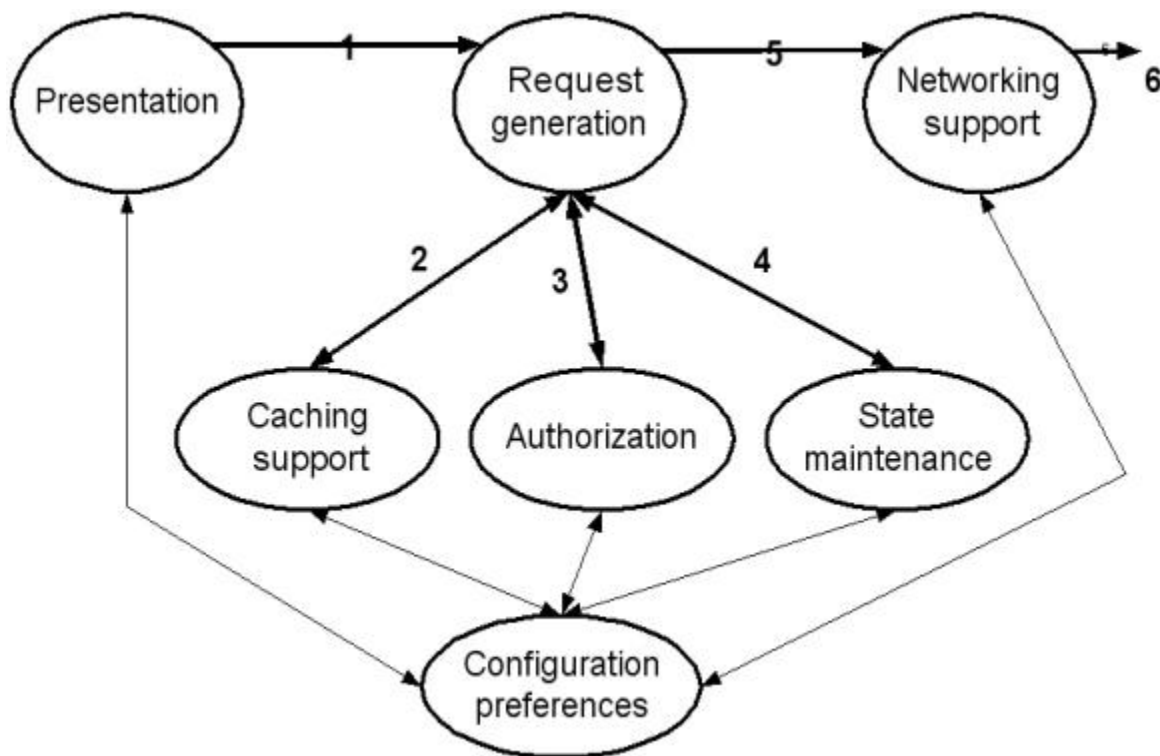 1
5
6
Presentation
Request
generation
Networking
support
2
3
4
Caching
support
Authorization
State
maintenance
Configuration
preferences